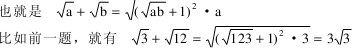 也就是 √a + √b = √((√ab + 1)² • a
比如前一题，就有 √3 + √12 = √((√123 + 1)² • 3 = 3√3